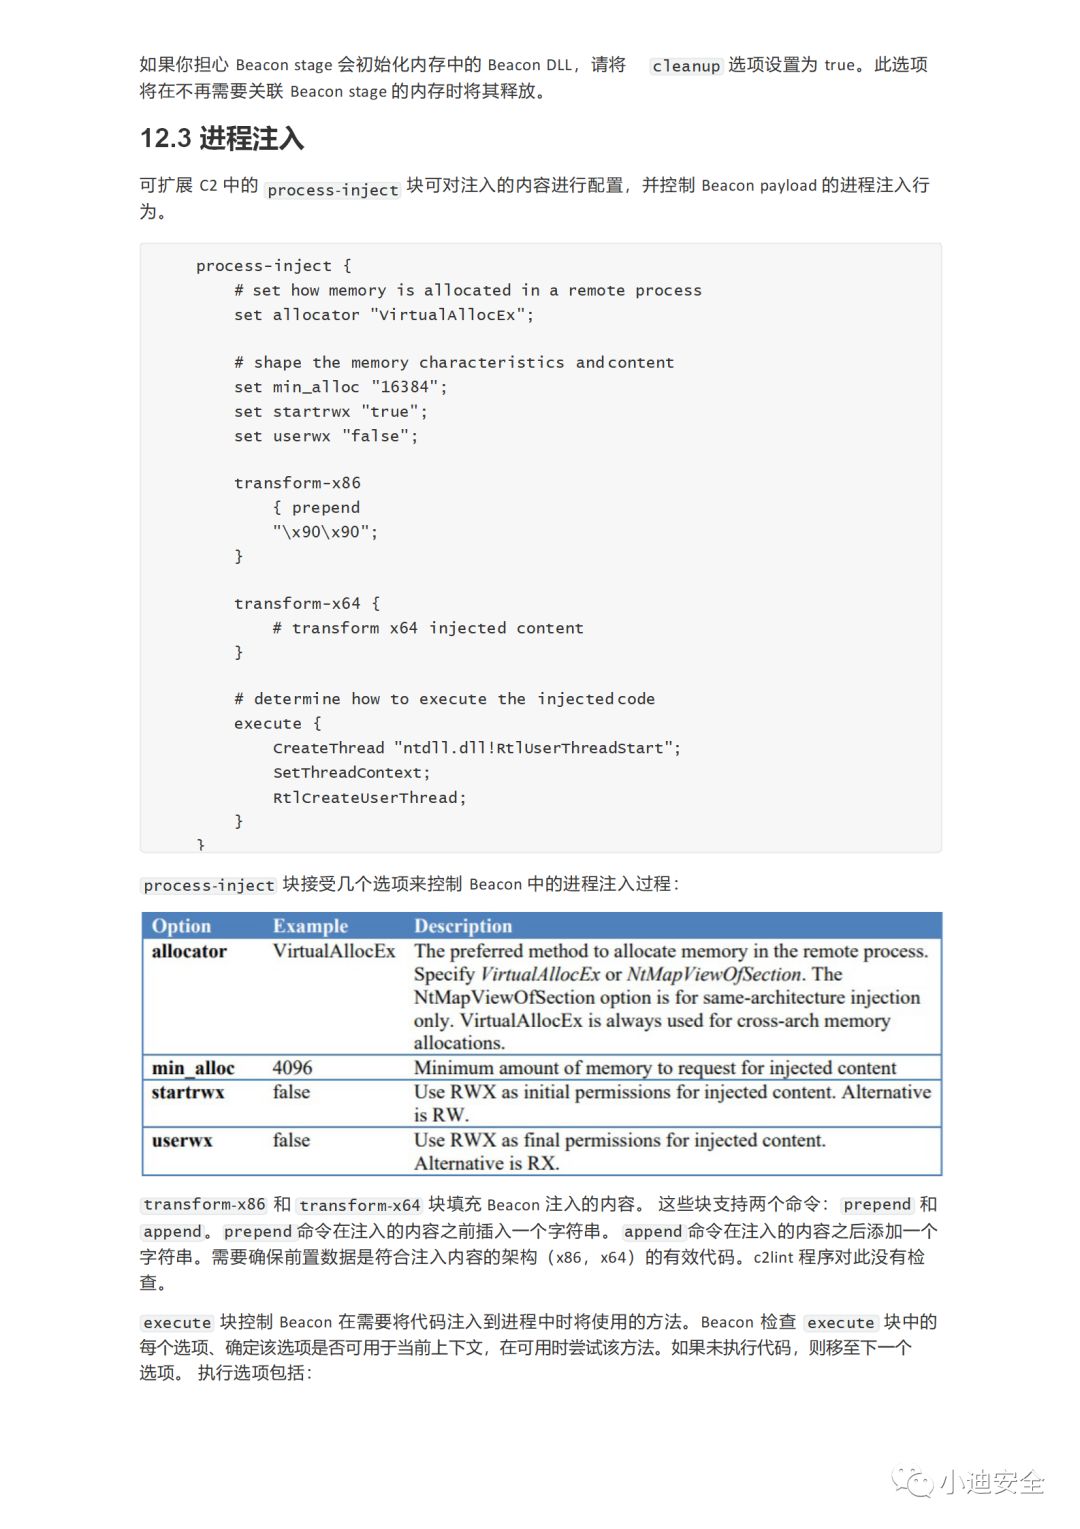 如果你担心 Beacon stage 会初始化内存中的 Beacon DLL，请将 cleanup 选项设置为 true。此选项
将在不再需要关联 Beacon stage 的内存时将其释放。
12.3 进程注入
可扩展 C2 中的 process-inject 块可对注入的内容进行配置，并控制 Beacon payload 的进程注入行
为。
process-inject {
# set how memory is allocated in a remote process
set allocator "VirtualAllocEx";
# shape the memory characteristics and content
set min_alloc "16384";
set startrwx "true";
set userwx "false";
transform-x86
{ prepend
"\x90\x90";
}
transform-x64 {
# transform x64 injected content
}
# determine how to execute the injected code
execute {
CreateThread "ntdll.dll!RtlUserThreadStart";
SetThreadContext;
RtlCreateUserThread;
}
}
process-inject 块接受几个选项来控制 Beacon 中的进程注入过程：
Option Example Description
allocator VirtualAllocEx The preferred method to allocate memory in the remote process.
Specify VirtualAllocEx or NtMapViewOfSection. The
NtMapViewOfSection option is for same-architecture injection
only. VirtualAllocEx is always used for cross-arch memory
allocations.
min_alloc 4096 Minimum amount of memory to request for injected content
startrwx false Use RWX as initial permissions for injected content. Alternative
is RW.
userwx false Use RWX as final permissions for injected content.
Alternative is RX.
transform-x86 和 transform-x64 块填充 Beacon 注入的内容。 这些块支持两个命令：prepend 和
append。prepend 命令在注入的内容之前插入一个字符串。append 命令在注入的内容之后添加一个
字符串。需要确保前置数据是符合注入内容的架构（x86，x64）的有效代码。c2lint 程序对此没有检
查。
execute 块控制 Beacon 在需要将代码注入到进程中时将使用的方法。Beacon 检查 execute 块中的
每个选项、确定该选项是否可用于当前上下文，在可用时尝试该方法。如果未执行代码，则移至下一个
选项。 执行选项包括：
小迪安全